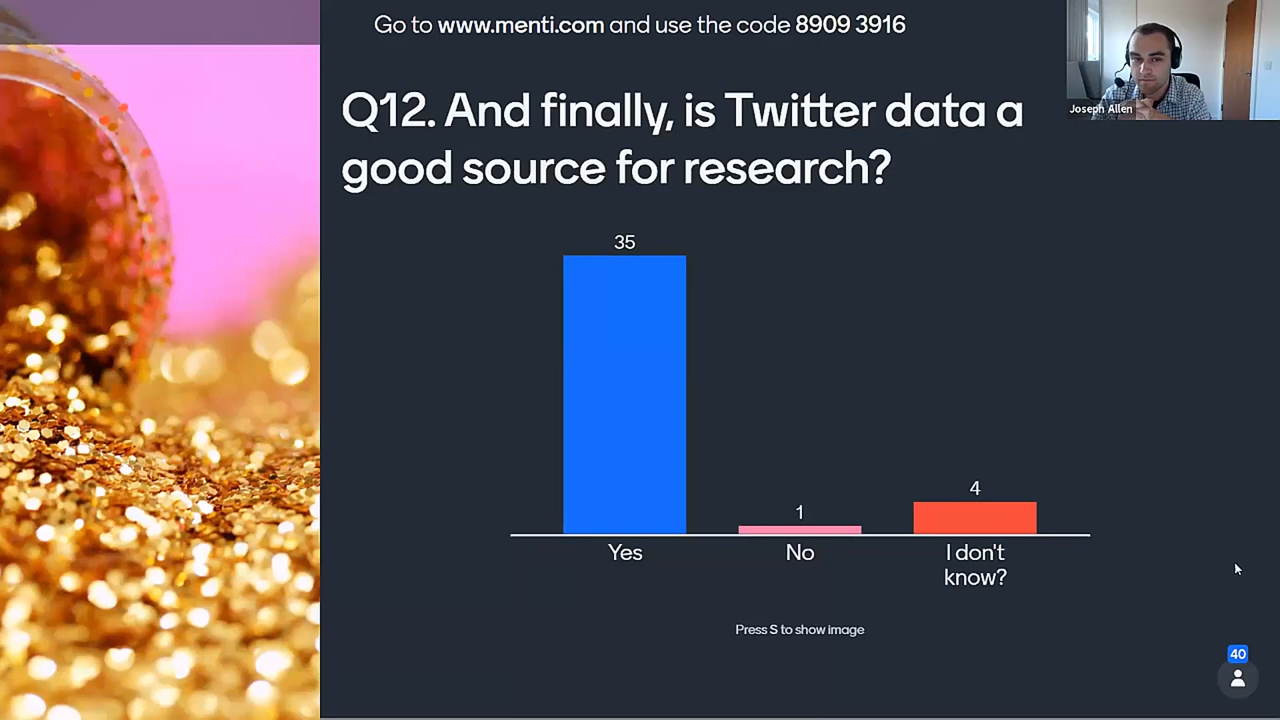 Go to www.menti.com and use the code 8909 3916
Joseph Allen
Q12. And finally, is Twitter data a
good source for research?
35
1
4
Yes
No
I don't
know?
Press S to show image
40